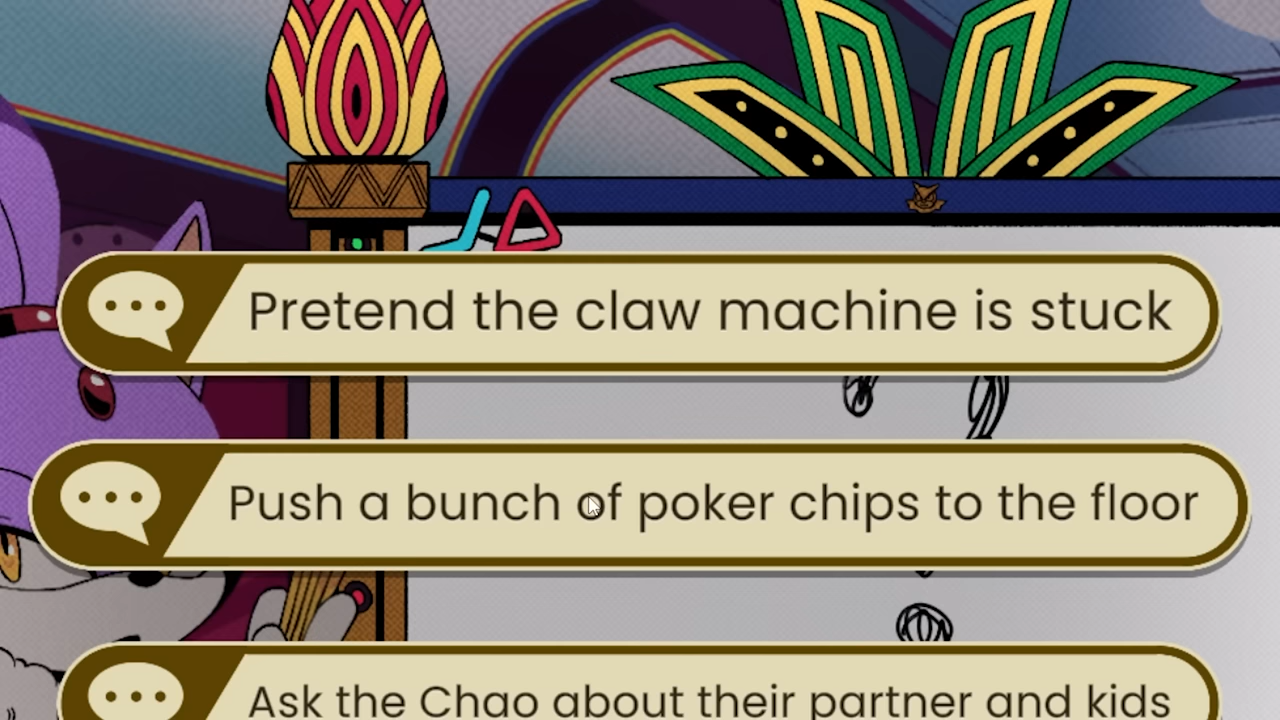 Pretend the claw machine is stuck
Push a bunch of poker chips to the floor
Ask the Chao about their partner and kids